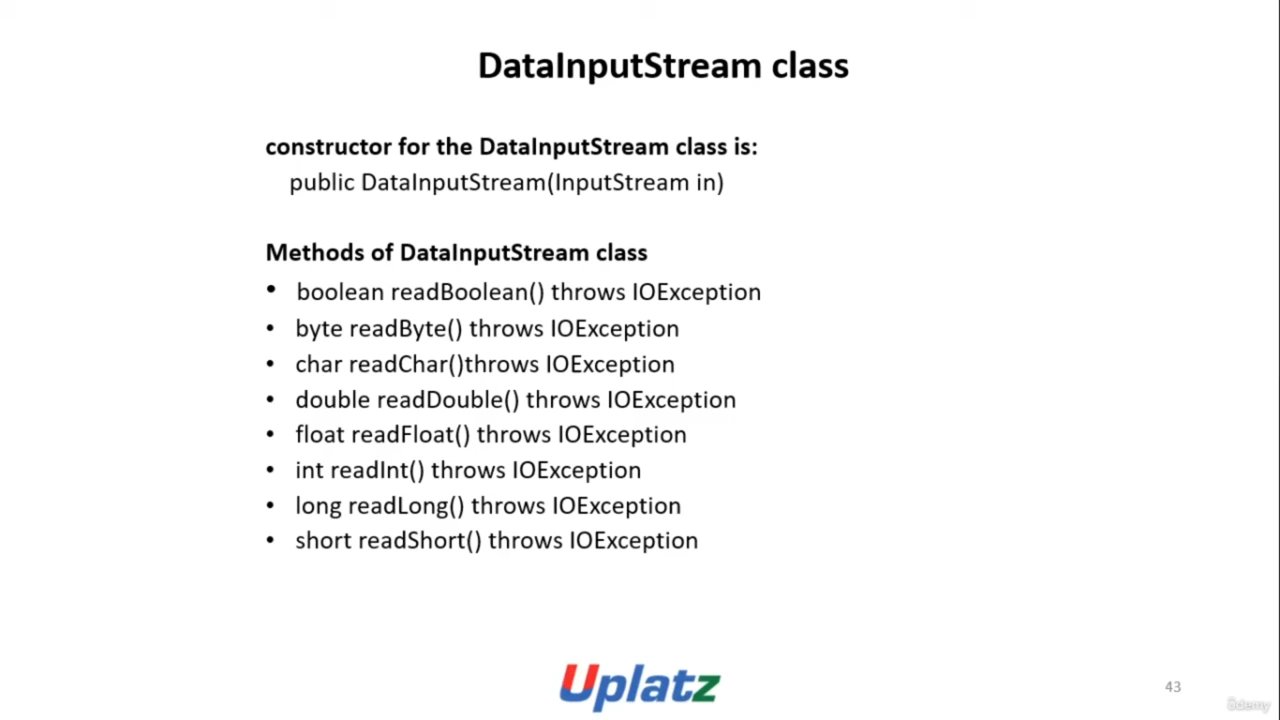 DataInputStream class
constructor for the DataInputStream class is:
public DataInputStream(InputStream in)
Methods of DataInputStream class
• boolean readBoolean() throws IOException
• byte readByte() throws IOException
• char readChar()throws IOException
• double readDouble() throws IOException
• float readFloat() throws IOException
• int readInt() throws IOException
• long readLong() throws IOException
• short readShort() throws IOException
Uplatz
43
ûdemy